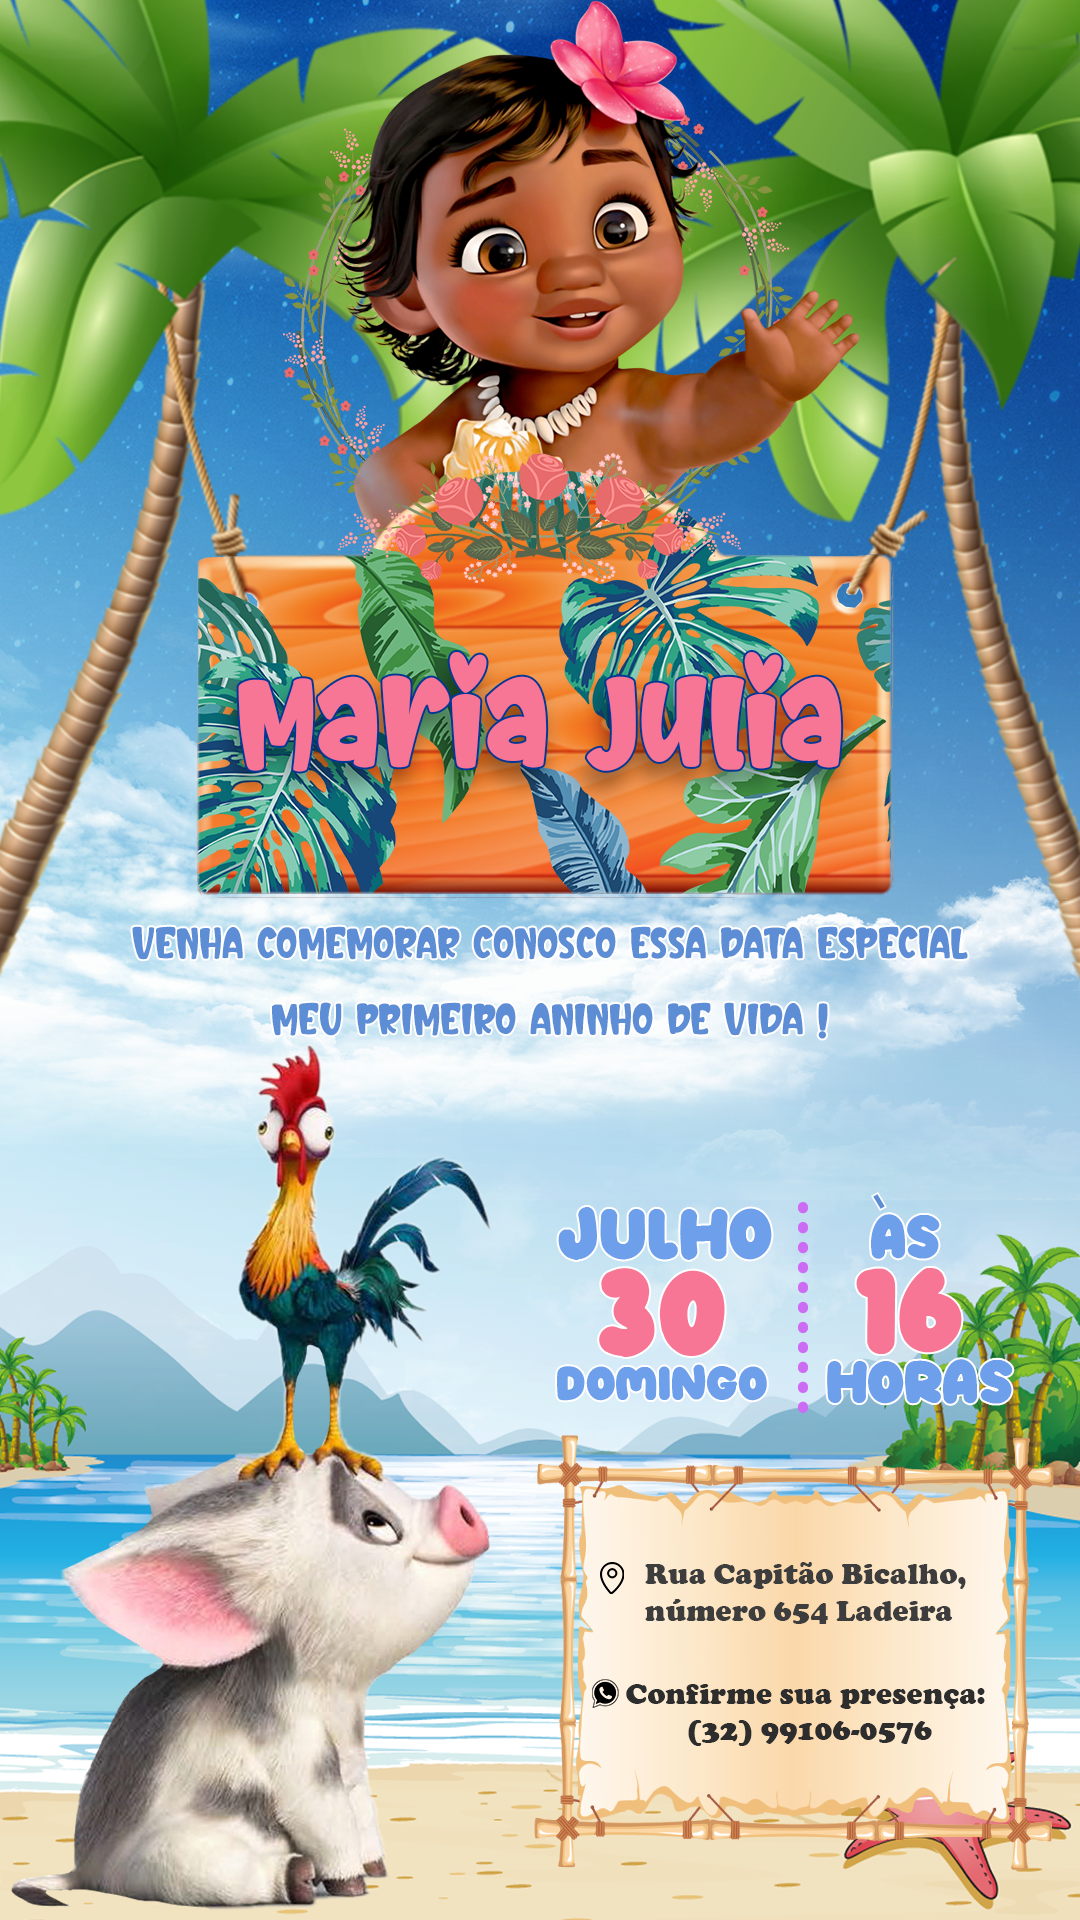 Maria Julia
VENHA COMEMORAR CONOSCO ESSA DATA ESPECIAL
MEU PRIMEIRO ANINHO DE VIDA !
JULHO
30
DOMINGO
ÀS
16
HORAS
Rua Capitão Bicalho,
número 654 Ladeira
Confirme sua presença:
(32) 99106-0576